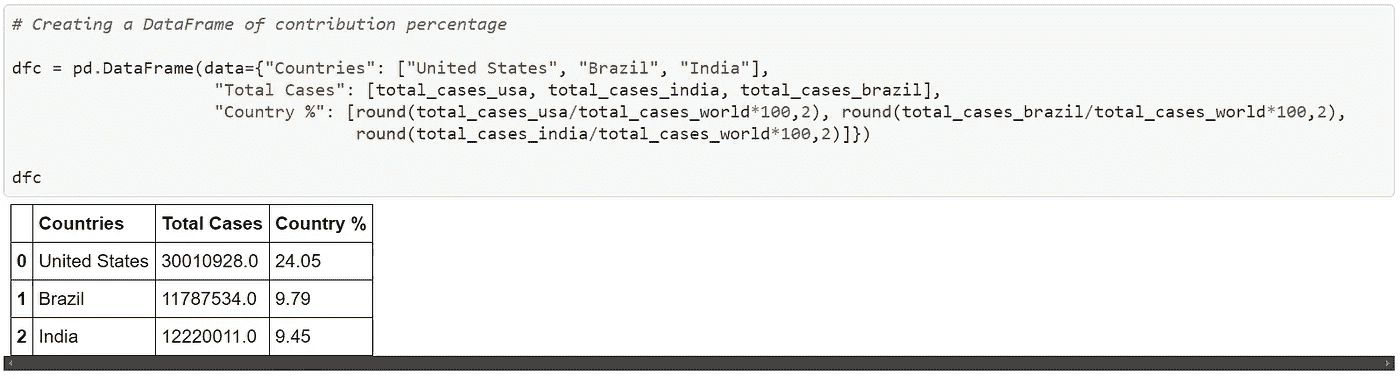 # Creating a DataFrame of contribution percentage
dfc = pd.DataFrame(data={"Countries": ["United States", "Brazil", "India"],
"Total Cases": [total_cases_usa, total_cases_india, total_cases_brazil],
"Country %": [round(total_cases_usa/total_cases_world*100,2), round(total_cases_brazil/total_cases_world*100,2),
round(total_cases_india/total_cases_world*100,2)]})
dfc
Countries Total Cases Country %
0 United States 30010928.0 24.05
1 Brazil 11787534.0 9.79
2 India 12220011.0 9.45